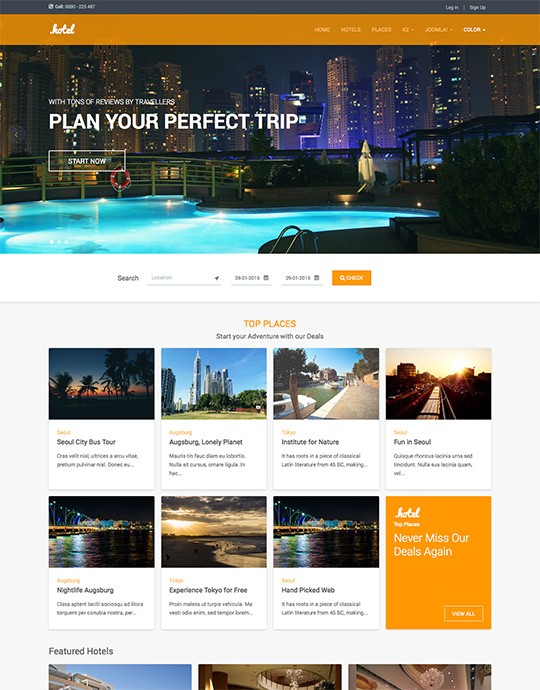 Call: 0800 - 225 487
Log in | Sign Up
.hotel
HOME HOTELS PLACES K2 JOOMLA! COLOR
WITH TONS OF REVIEWS BY TRAVELLERS
PLAN YOUR PERFECT TRIP
START NOW
Search Location 28-01-2015 29-01-2015 CHECK
TOP PLACES
Start your Adventure with our Deals
Seoul
Seoul City Bus Tour
Cras velit nisl, ultrices a arcu vitae,
pretium pulvinar nisl. Donec eu...
Augsburg
Augsburg, Lonely Planet
Mauris tin fauc diam eu lobortis.
Nulla sit cursus, ornare ligula. In
hac...
Tokyo
Institute for Nature
It has roots in a piece of classical
Latin literature from 45 BC, making...
Seoul
Fun in Seoul
Quisque rhoncus lacinia urna sed
tincidunt. Nulla sus lacinia quam,
vel...
Augsburg
Nightlife Augsburg
Class aptent taciti sociosqu ad litora
torquent per conubia nostra, per...
Tokyo
Experience Tokyo for Free
Proin maleus ut turpis vehicula. Ma
vesti odio enim, sed tempor lorem...
Seoul
Hand Picked Web
It has roots in a piece of classical
Latin literature from 45 BC, making...
.hotel
Top Places
Never Miss Our
Deals Again
VIEW ALL
Featured Hotels